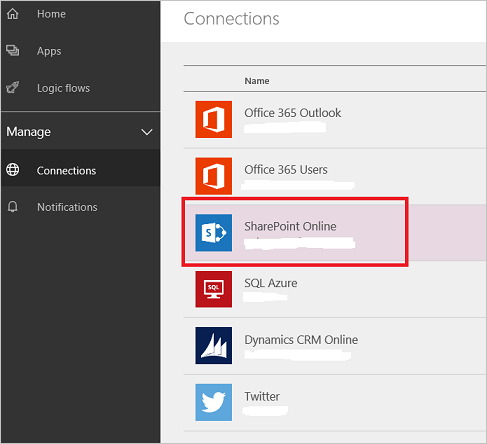 Home
Apps
Logic flows
Manage
Connections
Notifications
Connections
Name
Office 365 Outlook
Office 365 Users
SharePoint Online
SQL Azure
Dynamics CRM Online
Twitter